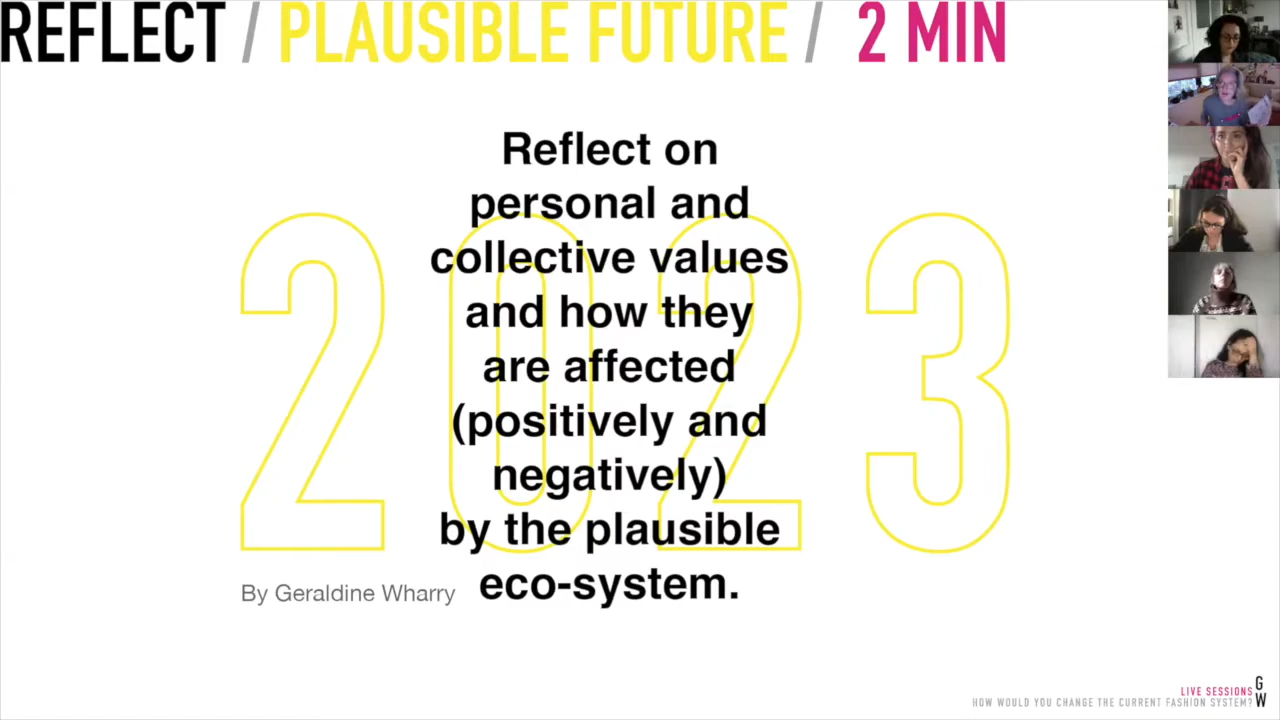 REFLECT / PLAUSIBLE FUTURE / 2 MIN
2023
Reflect on
personal and
collective values
and how they
are affected
(positively and
negatively)
by the plausible
eco-system.
By Geraldine Wharry
LIVE SESSIONS
HOW WOULD YOU CHANGE THE CURRENT FASHION SYSTEM?
G
W